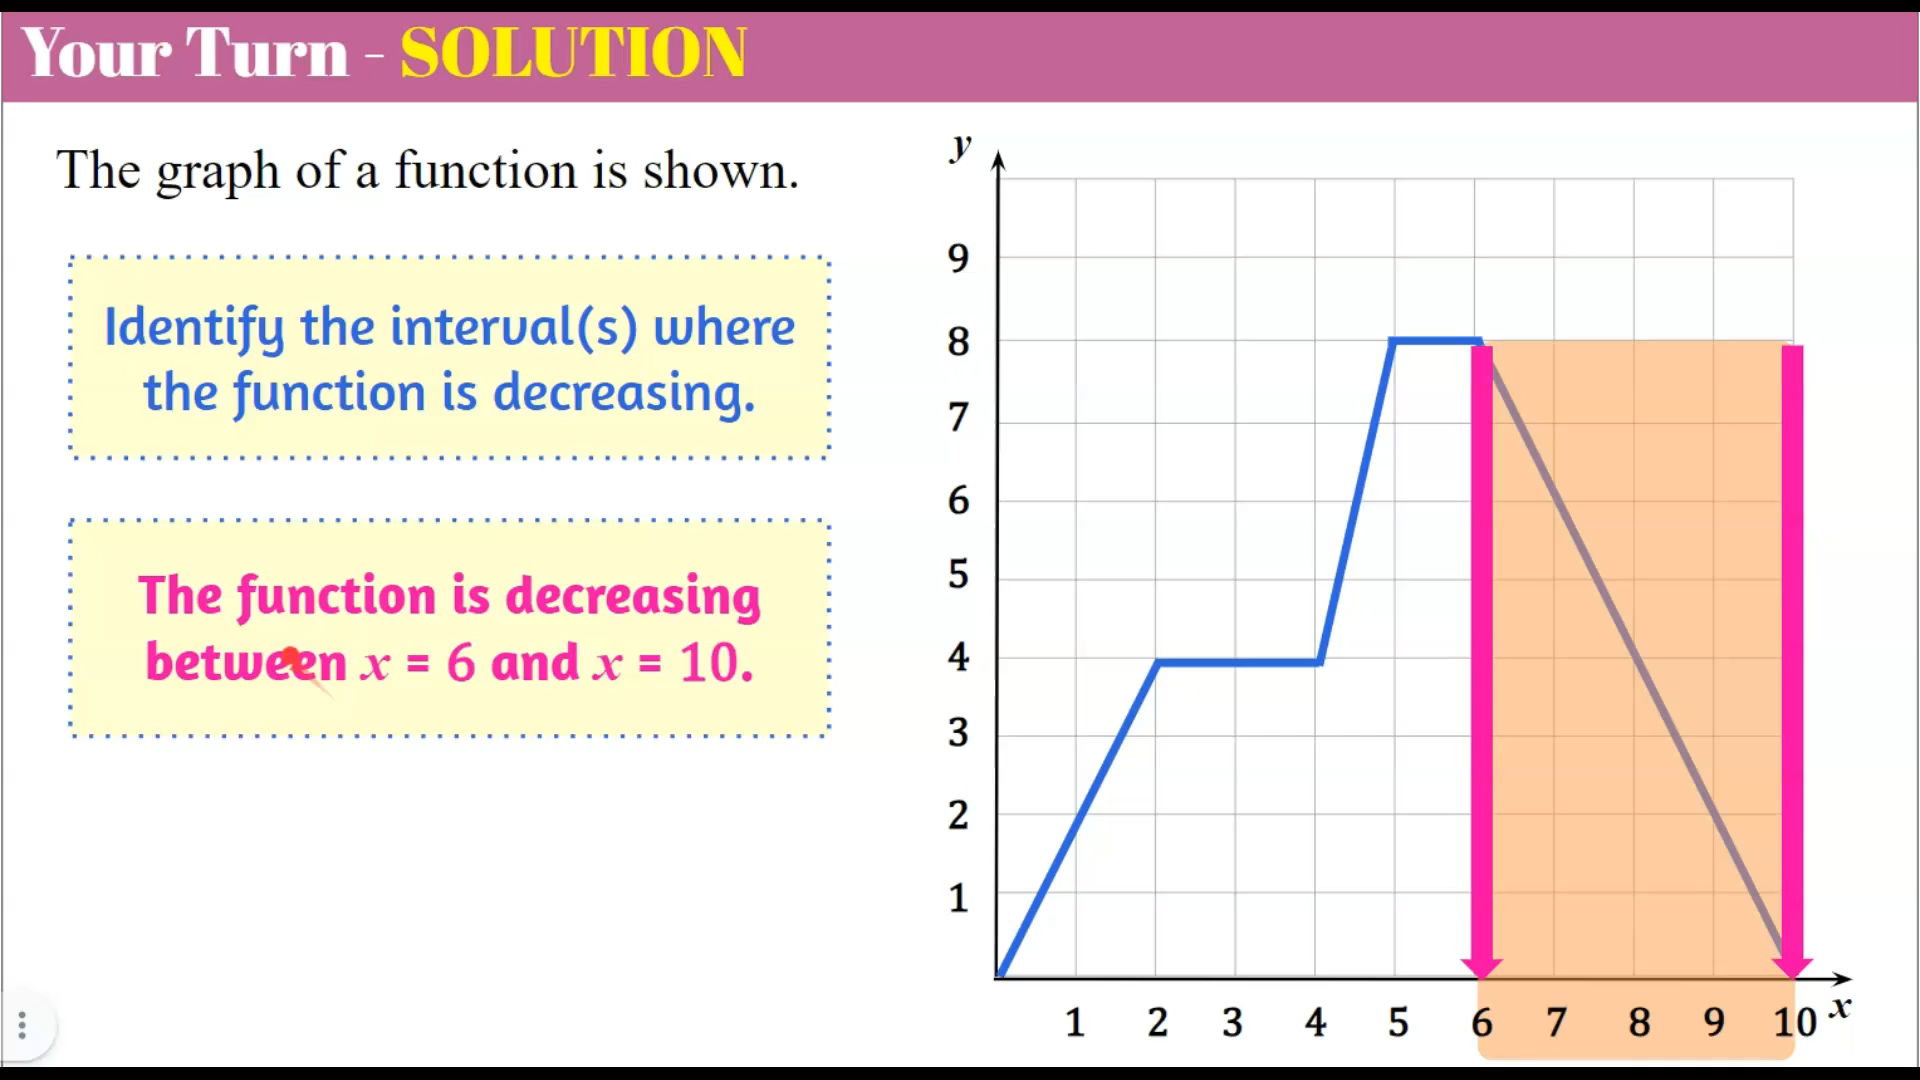 Your Turn - SOLUTION
The graph of a function is shown.
Identify the interval(s) where
the function is decreasing.
The function is decreasing
between x = 6 and x = 10.
y
9
8
7
6
5
4
3
2
1
1 2 3 4 5 6 7 8 9 10 x